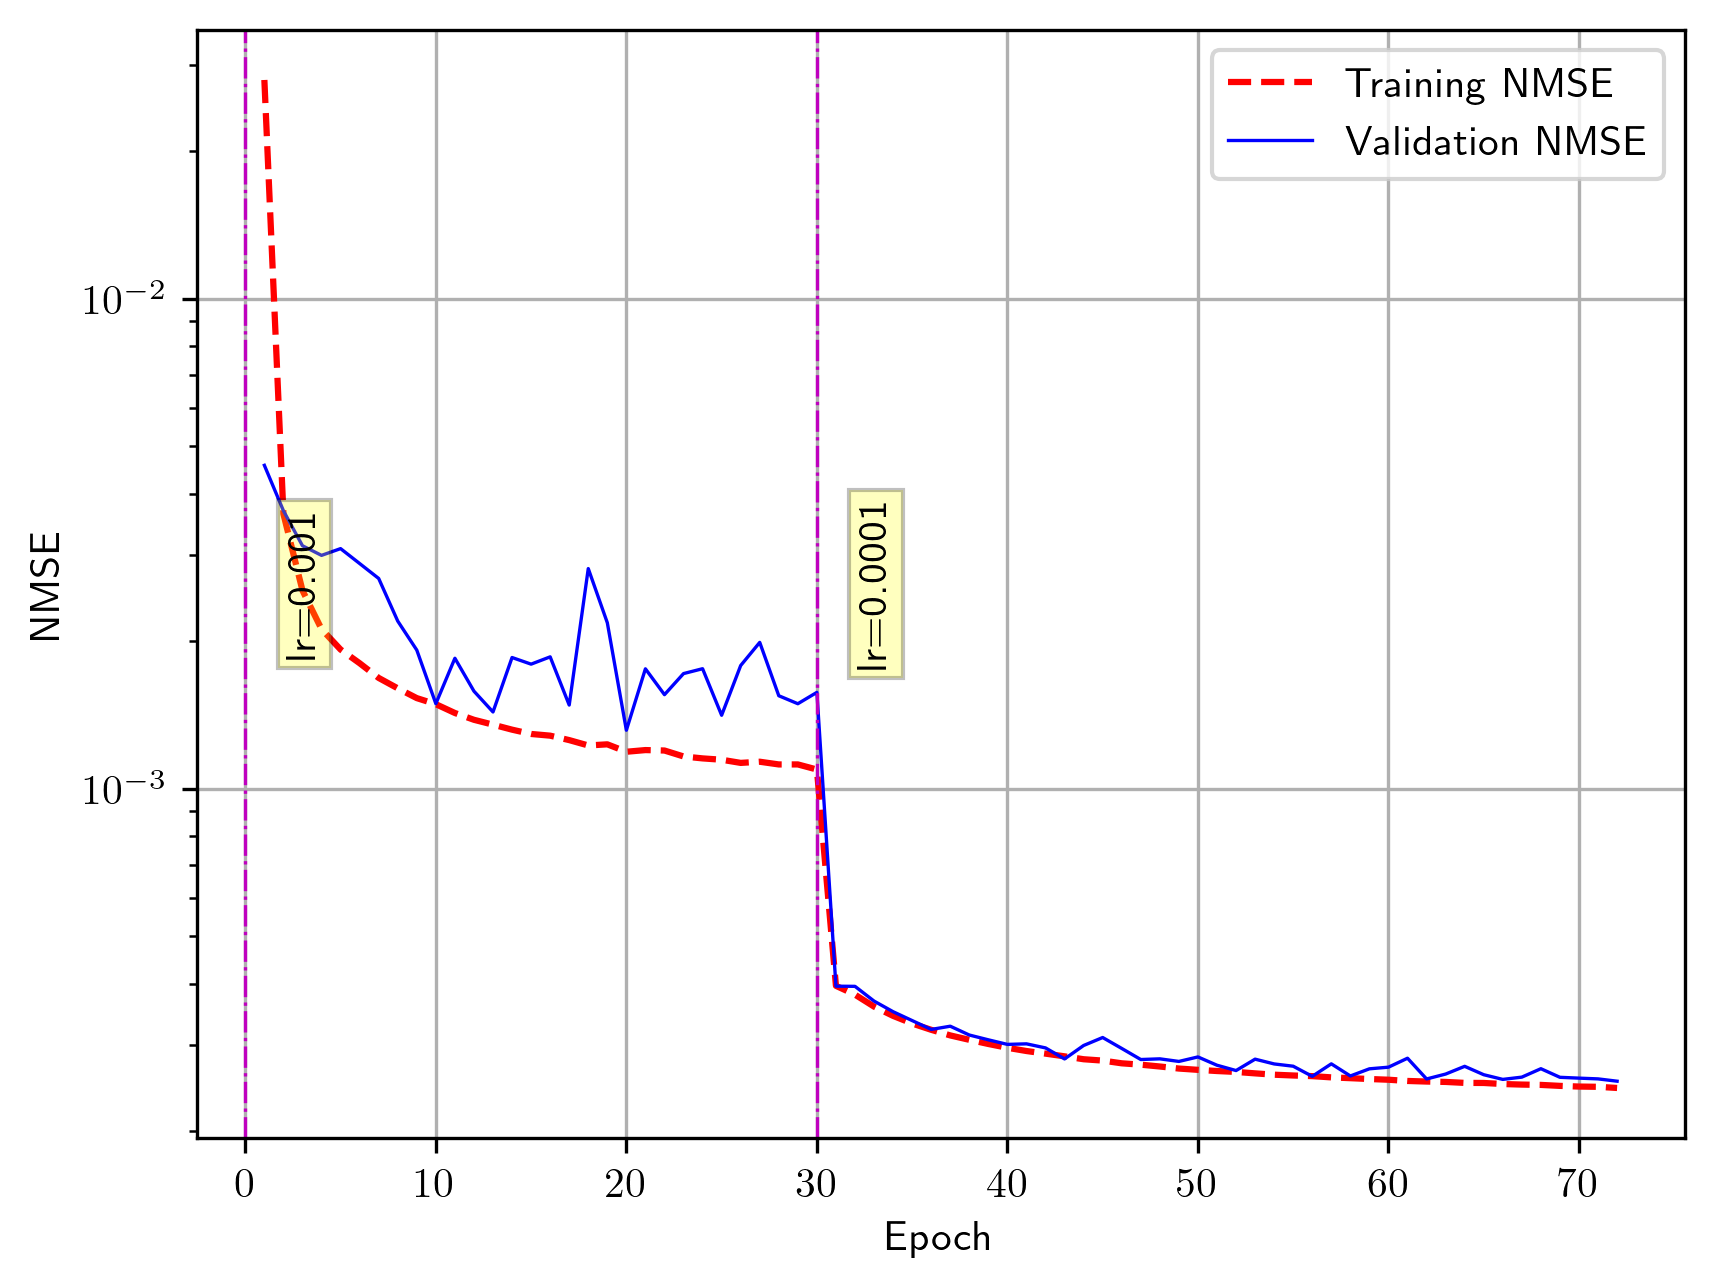 Training NMSE
Validation NMSE
10⁻²
10⁻³
NMSE
lr=0.001
lr=0.0001
0 10 20 30 40 50 60 70
Epoch